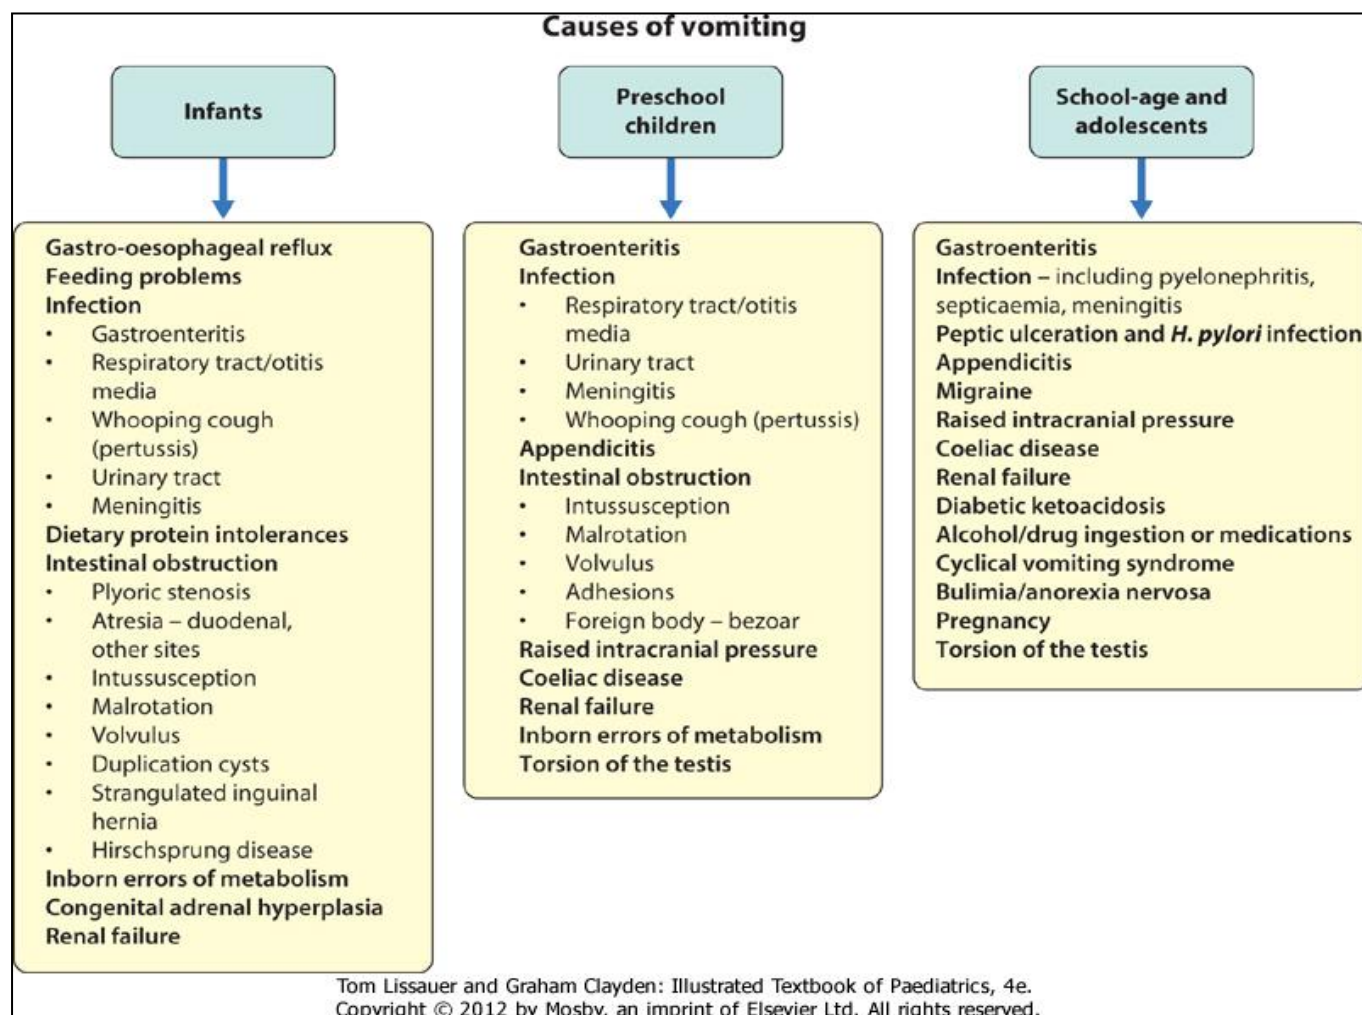 Causes of vomiting
Infants
Gastro-oesophageal reflux
Feeding problems
Infection
• Gastroenteritis
• Respiratory tract/otitis
media
• Whooping cough
(pertussis)
• Urinary tract
• Meningitis
Dietary protein intolerances
Intestinal obstruction
• Plyoric stenosis
• Atresia – duodenal,
other sites
• Intussusception
• Malrotation
• Volvulus
• Duplication cysts
• Strangulated inguinal
hernia
• Hirschsprung disease
Inborn errors of metabolism
Congenital adrenal hyperplasia
Renal failure
Preschool
children
Gastroenteritis
Infection
• Respiratory tract/otitis
media
• Urinary tract
• Meningitis
• Whooping cough (pertussis)
Appendicitis
Intestinal obstruction
• Intussusception
• Malrotation
• Volvulus
• Adhesions
• Foreign body – bezoar
Raised intracranial pressure
Coeliac disease
Renal failure
Inborn errors of metabolism
Torsion of the testis
School-age and
adolescents
Gastroenteritis
Infection – including pyelonephritis,
septicaemia, meningitis
Peptic ulceration and H. pylori infection
Appendicitis
Migraine
Raised intracranial pressure
Coeliac disease
Renal failure
Diabetic ketoacidosis
Alcohol/drug ingestion or medications
Cyclical vomiting syndrome
Bulimia/anorexia nervosa
Pregnancy
Torsion of the testis
Tom Lissauer and Graham Clayden: Illustrated Textbook of Paediatrics, 4e.
Copyright © 2012 by Mosby, an imprint of Elsevier Ltd. All rights reserved.